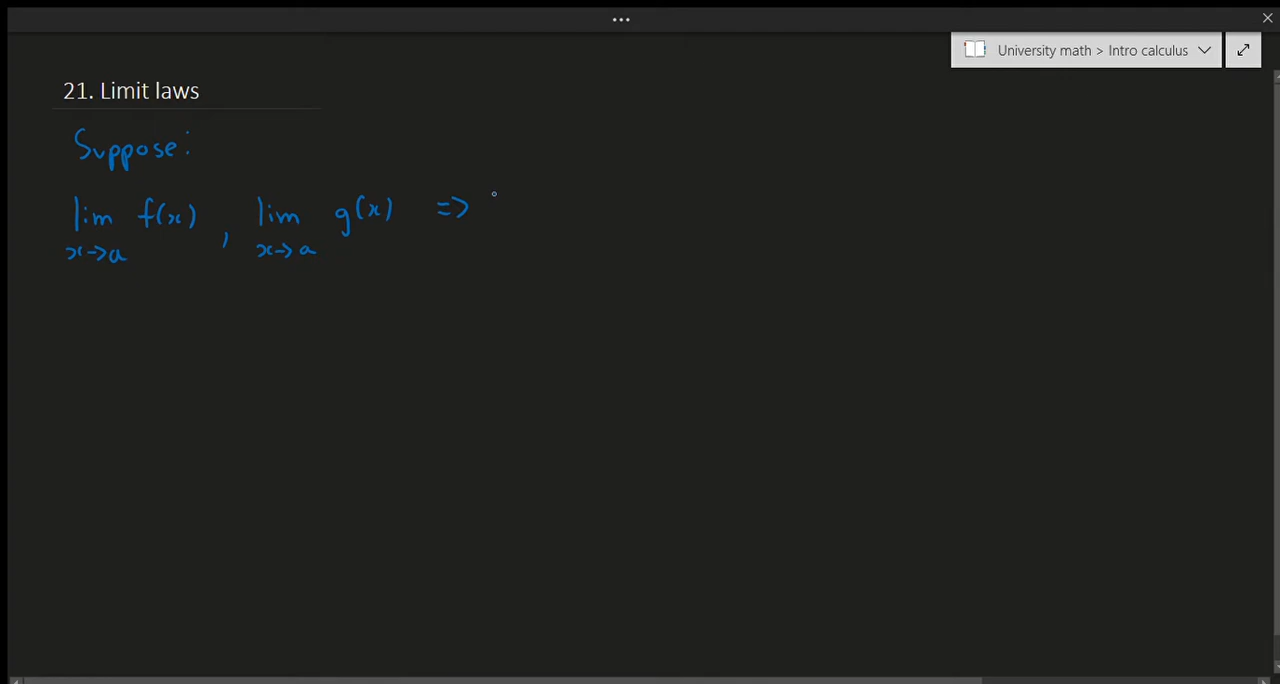 University math > Intro calculus
21. Limit laws
Suppose:
lim f(x) , lim g(x) =>
x->a x->a